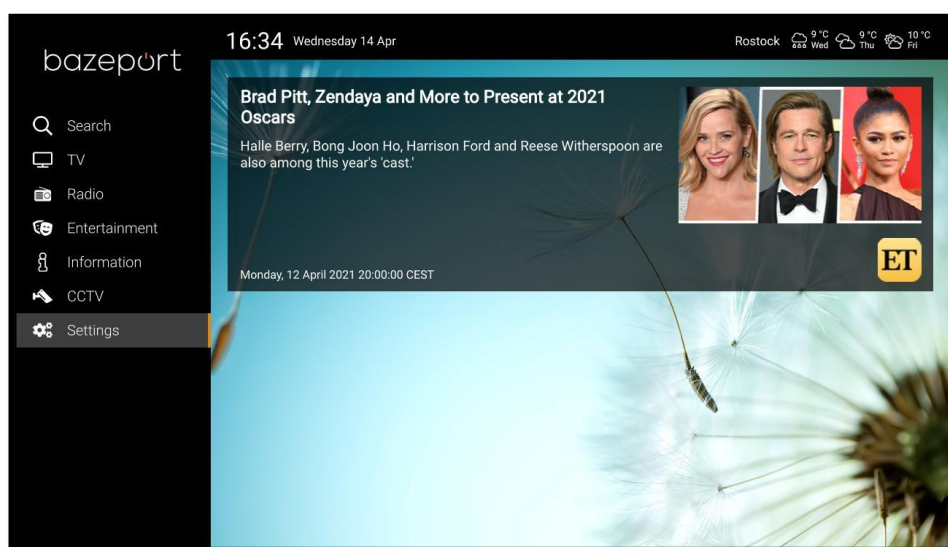 bazeport
Search
TV
Radio
Entertainment
Information
CCTV
Settings
16:34 Wednesday 14 Apr
Rostock 9 °C Wed 9 °C Thu 10 °C Fri
Brad Pitt, Zendaya and More to Present at 2021
Oscars
Halle Berry, Bong Joon Ho, Harrison Ford and Reese Witherspoon are
also among this year's 'cast.'
Monday, 12 April 2021 20:00:00 CEST
ET